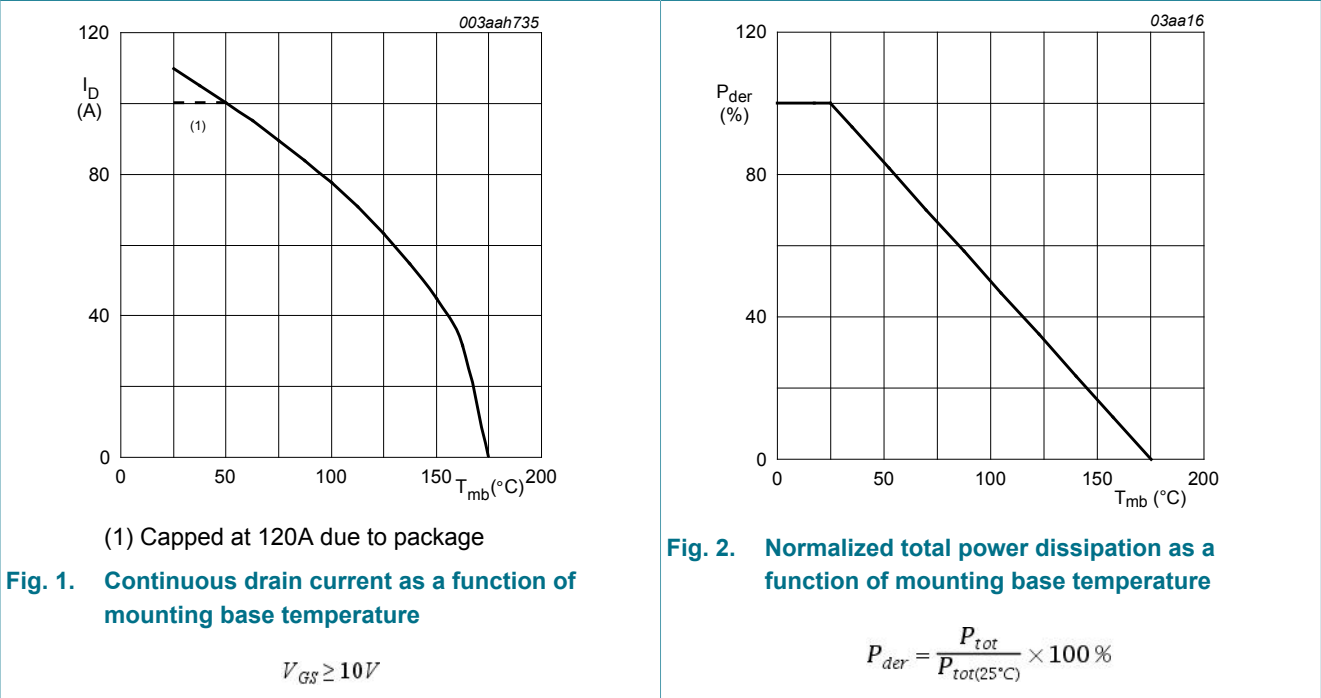 003aah735
120
I_D
(A)
(1)
80
40
0
0 50 100 150 T_mb(°C) 200
(1) Capped at 120A due to package
Fig. 1. Continuous drain current as a function of
mounting base temperature
V_GS ≥ 10V
03aa16
120
P_der
(%)
80
40
0
0 50 100 150 200
T_mb (°C)
Fig. 2. Normalized total power dissipation as a
function of mounting base temperature
P_der = P_tot / P_tot(25°C) × 100 %